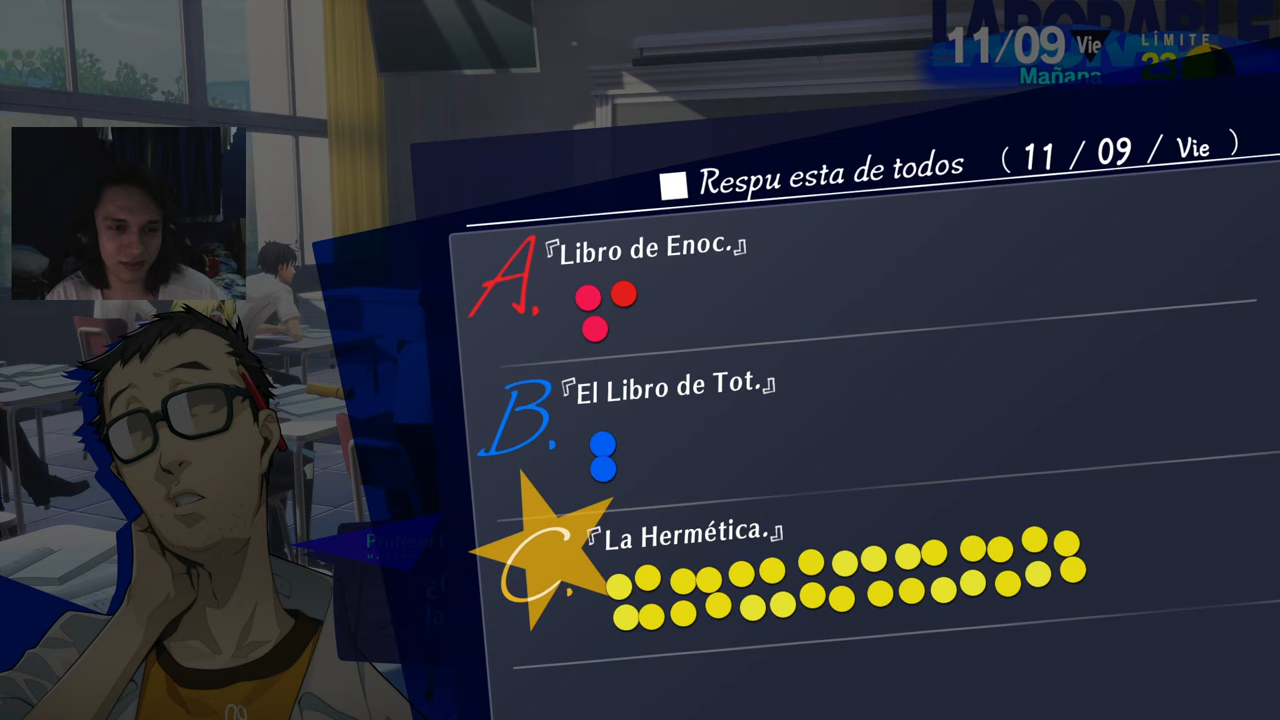 LABORABLE
11/09 Vie
LÍMITE
23
Mañana
Respu esta de todos ( 11 / 09 / Vie )
A. 『Libro de Enoc.』
B. 『El Libro de Tot.』
C. 『La Hermética.』